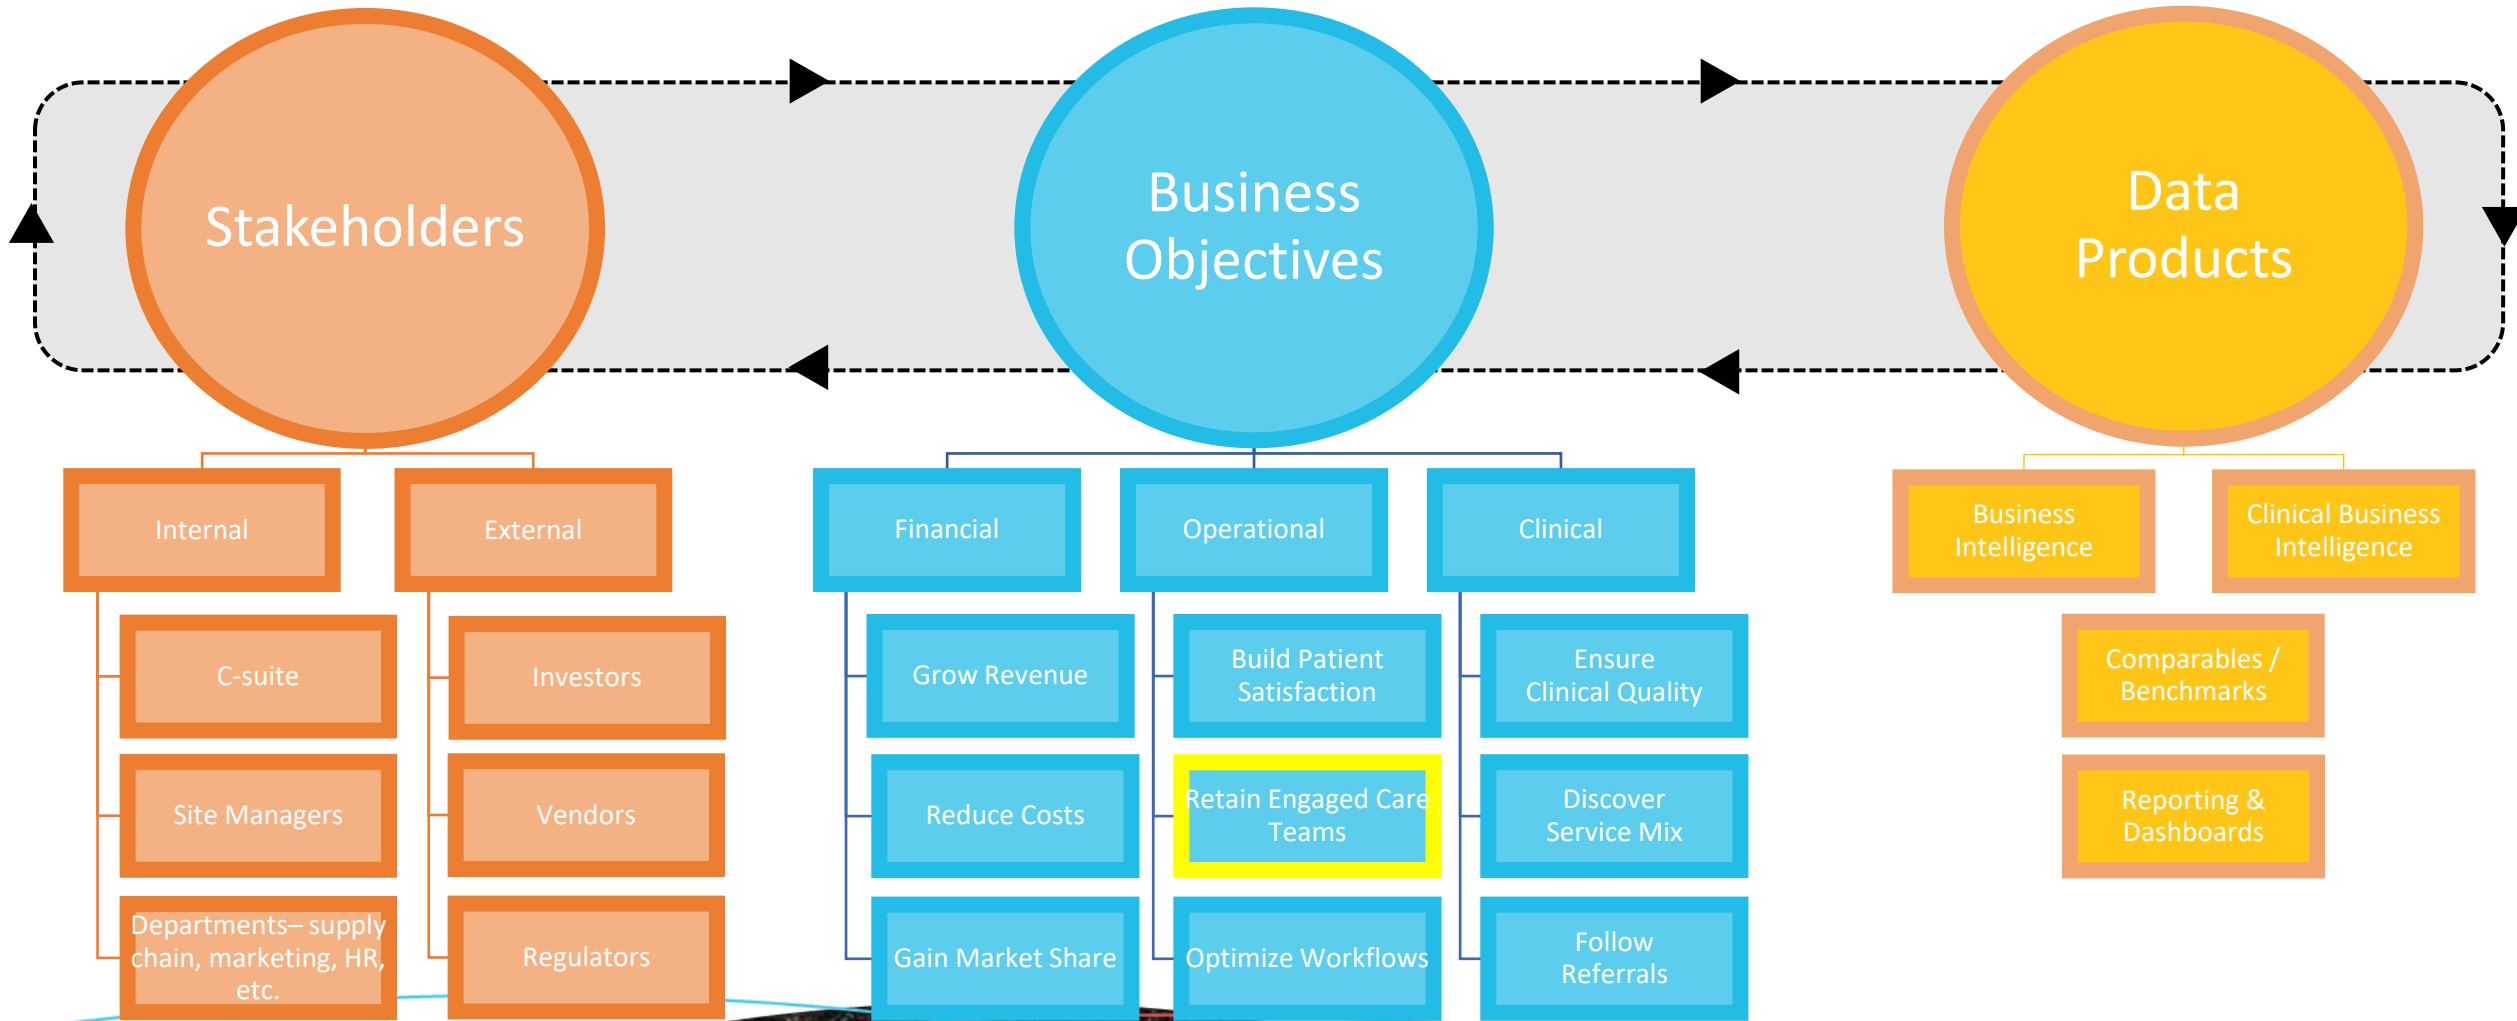 Stakeholders
Business
Objectives
Data
Products
Internal
External
Financial
Operational
Clinical
Business
Intelligence
Clinical Business
Intelligence
C-suite
Investors
Grow Revenue
Build Patient
Satisfaction
Ensure
Clinical Quality
Comparables /
Benchmarks
Site Managers
Vendors
Reduce Costs
Retain Engaged Care
Teams
Discover
Service Mix
Reporting &
Dashboards
Departments– supply
chain, marketing, HR,
etc.
Regulators
Gain Market Share
Optimize Workflows
Follow
Referrals